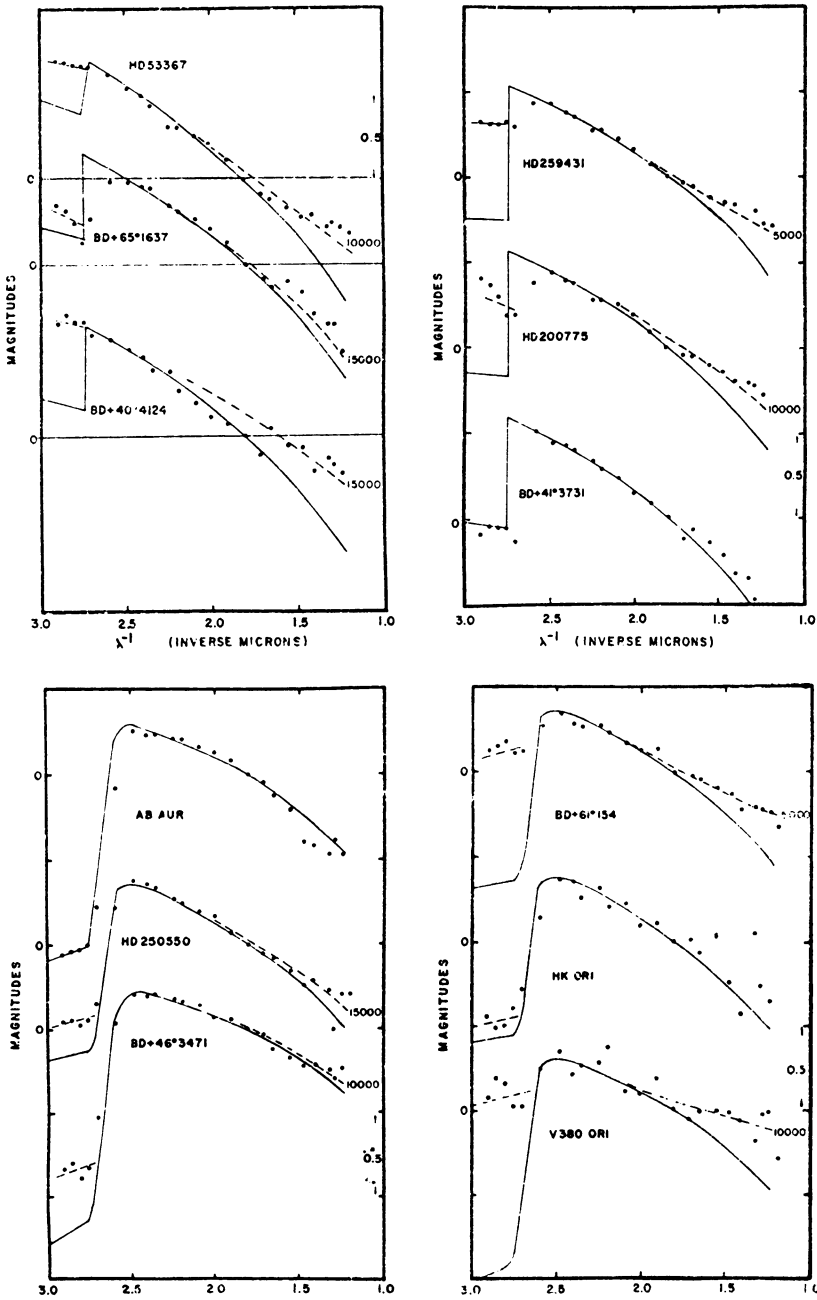 HD53367
1
0.5
1
0
10000
BD+65°1637
0
15000
BD+40°4124
0
15000
MAGNITUDES
3.0 2.5 2.0 1.5 1.0
λ⁻¹ (INVERSE MICRONS)
HD259431
0
5000
HD200775
0
10000
1
0.5
1
BD+41°3731
0
MAGNITUDES
3.0 2.5 2.0 1.5 1.0
λ⁻¹ (INVERSE MICRONS)
0
AB AUR
0
HD250550
15000
0
BD+46°3471
10000
1
0.5
1
MAGNITUDES
3.0 2.5 2.0 1.5 1.0
0
BD+61°154
0
HK ORI
1
0.5
1
0
10000
V380 ORI
MAGNITUDES
3.0 2.5 2.0 1.5 1.0